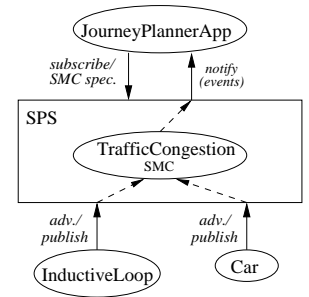 JourneyPlannerApp
subscribe/
SMC spec.
notify
(events)
SPS
TrafficCongestion
SMC
adv./
publish
adv./
publish
InductiveLoop
Car